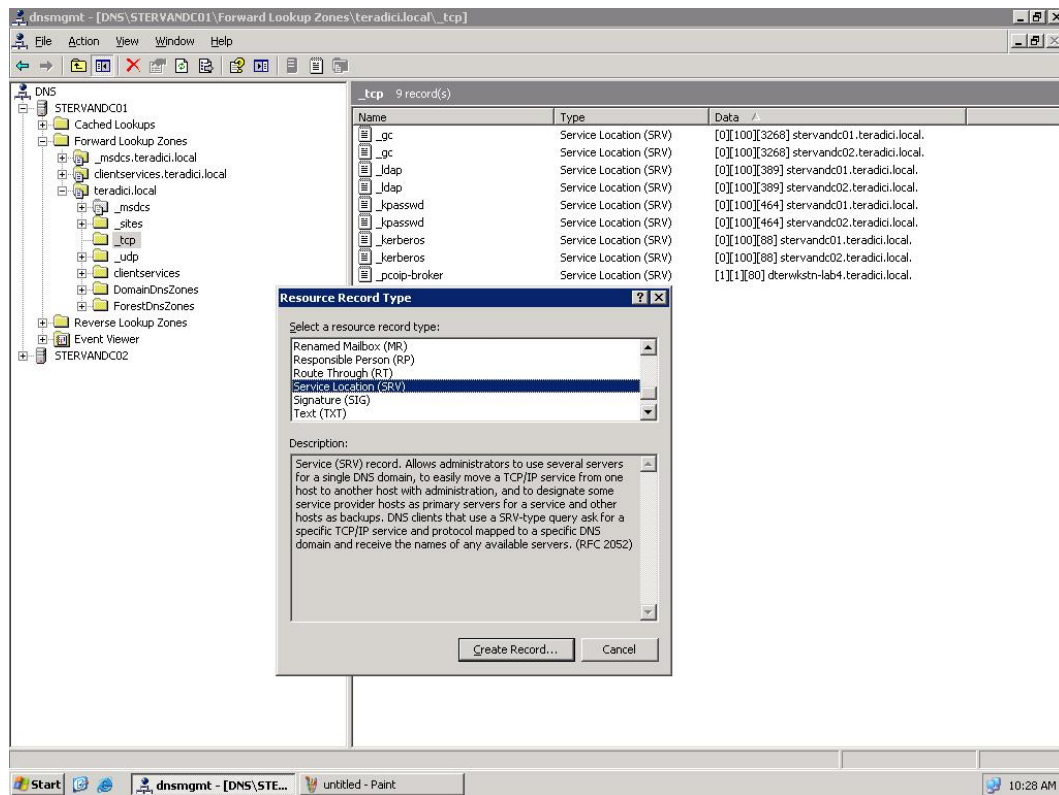 dnsmgmt - [DNS\STERVANDC01\Forward Lookup Zones\teradici.local\_tcp]
File Action View Window Help
DNS
STERVANDC01
Cached Lookups
Forward Lookup Zones
_msdcs.teradici.local
clientservices.teradici.local
teradici.local
_msdcs
_sites
_tcp
_udp
clientservices
DomainDnsZones
ForestDnsZones
Reverse Lookup Zones
Event Viewer
STERVANDC02
_tcp 9 record(s)
Name Type Data
_gc Service Location (SRV) [0][100][3268] stervandc01.teradici.local.
_gc Service Location (SRV) [0][100][3268] stervandc02.teradici.local.
_ldap Service Location (SRV) [0][100][389] stervandc01.teradici.local.
_ldap Service Location (SRV) [0][100][389] stervandc02.teradici.local.
_kpasswd Service Location (SRV) [0][100][464] stervandc01.teradici.local.
_kpasswd Service Location (SRV) [0][100][464] stervandc02.teradici.local.
_kerberos Service Location (SRV) [0][100][88] stervandc01.teradici.local.
_kerberos Service Location (SRV) [0][100][88] stervandc02.teradici.local.
_pcoip-broker Service Location (SRV) [1][1][80] dterwkstn-lab4.teradici.local.
Resource Record Type
Select a resource record type:
Renamed Mailbox (MR)
Responsible Person (RP)
Route Through (RT)
Service Location (SRV)
Signature (SIG)
Text (TXT)
Description:
Service (SRV) record. Allows administrators to use several servers
for a single DNS domain, to easily move a TCP/IP service from one
host to another host with administration, and to designate some
service provider hosts as primary servers for a service and other
hosts as backups. DNS clients that use a SRV-type query ask for a
specific TCP/IP service and protocol mapped to a specific DNS
domain and receive the names of any available servers. (RFC 2052)
Create Record... Cancel
Start dnsmgmt - [DNS\STE... untitled - Paint 10:28 AM